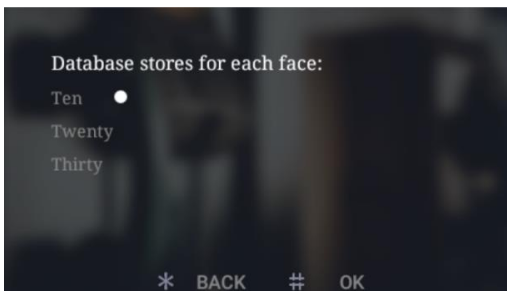 Database stores for each face:
Ten
Twenty
Thirty
* BACK # OK